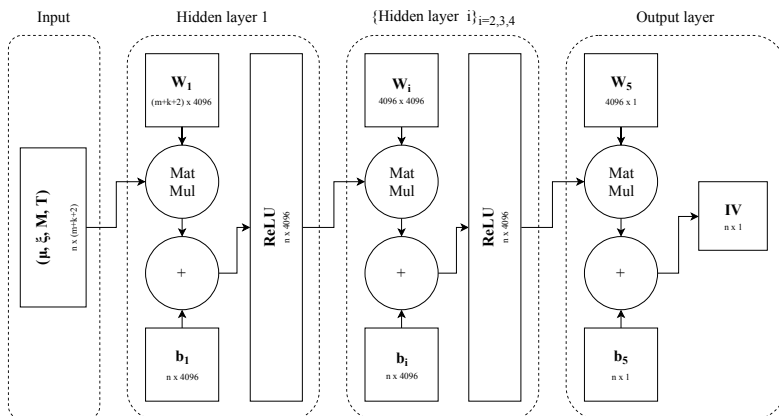 Input
(μ, ξ, M, T)
n x (m+k+2)
Hidden layer 1
W₁
(m+k+2) x 4096
Mat
Mul
+
b₁
n x 4096
ReLU
n x 4096
{Hidden layer i}ᵢ₌₂,₃,₄
Wᵢ
4096 x 4096
Mat
Mul
+
bᵢ
n x 4096
ReLU
n x 4096
Output layer
W₅
4096 x 1
Mat
Mul
+
b₅
n x 1
IV
n x 1